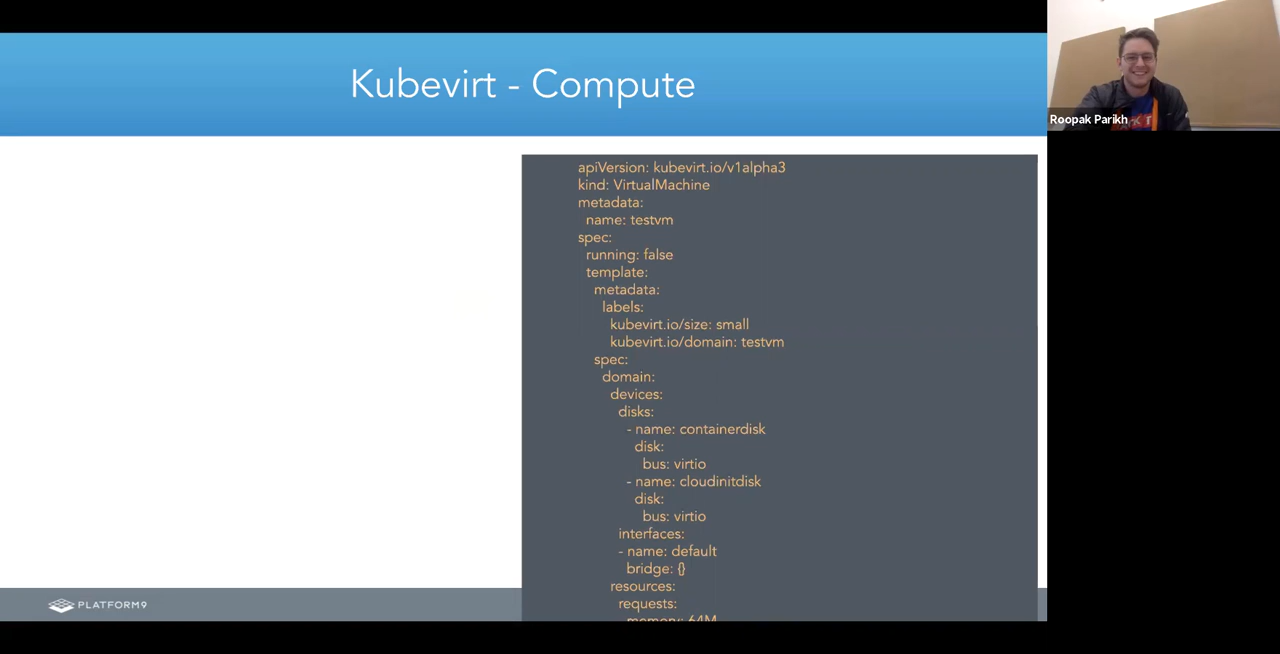 Kubevirt - Compute
Roopak Parikh
apiVersion: kubevirt.io/v1alpha3
kind: VirtualMachine
metadata:
name: testvm
spec:
running: false
template:
metadata:
labels:
kubevirt.io/size: small
kubevirt.io/domain: testvm
spec:
domain:
devices:
disks:
- name: containerdisk
disk:
bus: virtio
- name: cloudinitdisk
disk:
bus: virtio
interfaces:
- name: default
bridge: {}
resources:
requests:
memory: 64M
PLATFORM9